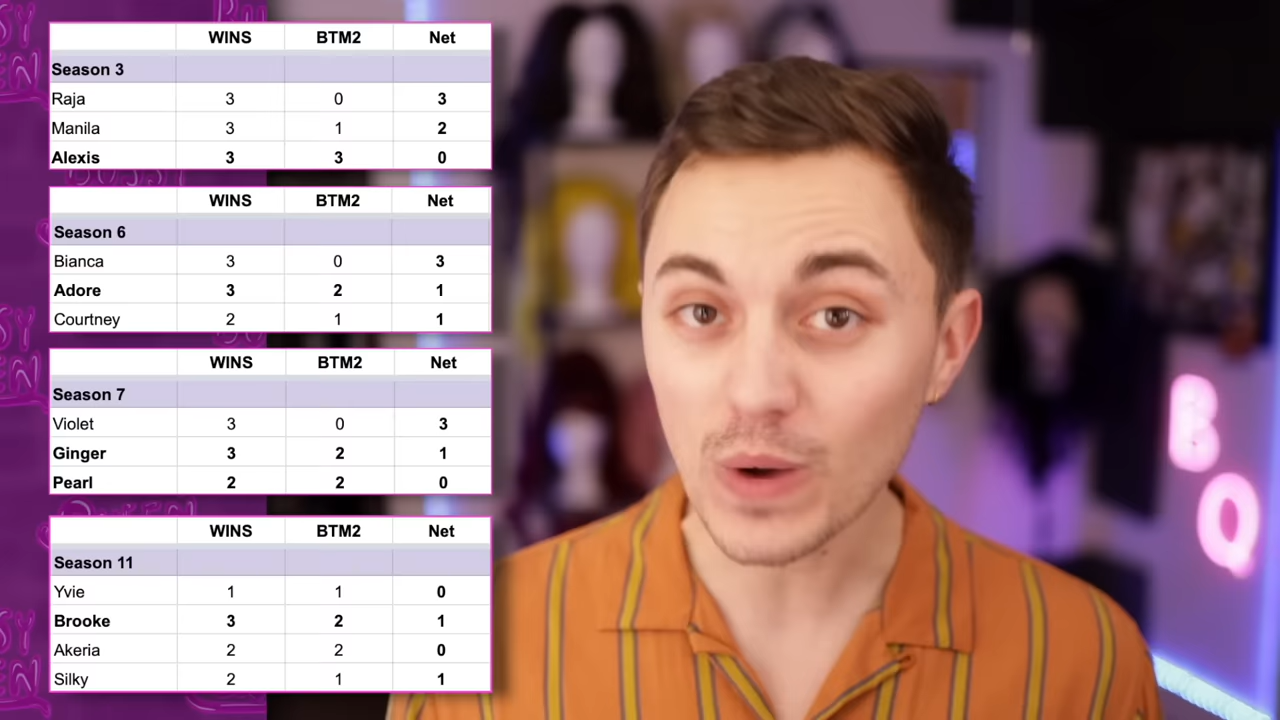 WINS BTM2 Net
Season 3
Raja 3 0 3
Manila 3 1 2
Alexis 3 3 0
WINS BTM2 Net
Season 6
Bianca 3 0 3
Adore 3 2 1
Courtney 2 1 1
WINS BTM2 Net
Season 7
Violet 3 0 3
Ginger 3 2 1
Pearl 2 2 0
WINS BTM2 Net
Season 11
Yvie 1 1 0
Brooke 3 2 1
Akeria 2 2 0
Silky 2 1 1
B
Q